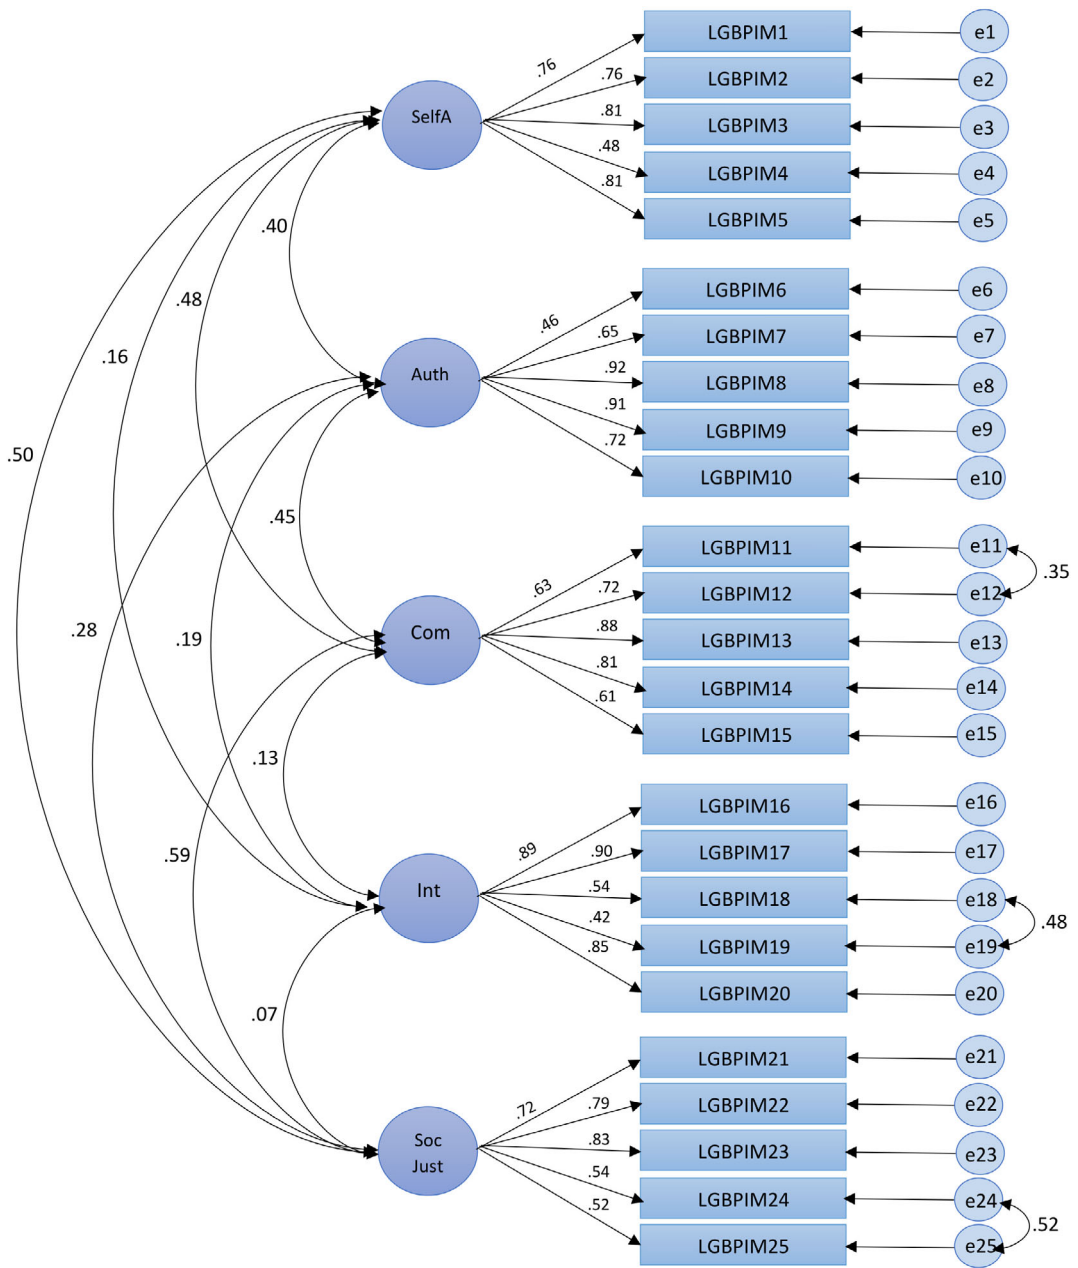 LGBPIM1
e1
.76
LGBPIM2
e2
.76
SelfA
LGBPIM3
e3
.81
LGBPIM4
e4
.48
LGBPIM5
e5
.81
.40
.48
.16
.50
LGBPIM6
e6
.46
LGBPIM7
e7
.65
Auth
LGBPIM8
e8
.92
LGBPIM9
e9
.91
LGBPIM10
e10
.72
.45
.28
.19
LGBPIM11
e11
.63
.35
LGBPIM12
e12
.72
Com
LGBPIM13
e13
.88
LGBPIM14
e14
.81
LGBPIM15
e15
.61
.13
.59
LGBPIM16
e16
.89
LGBPIM17
e17
.90
Int
LGBPIM18
e18
.54
.48
LGBPIM19
e19
.42
LGBPIM20
e20
.85
.07
LGBPIM21
e21
.72
LGBPIM22
e22
.79
Soc
Just
LGBPIM23
e23
.83
LGBPIM24
e24
.54
.52
LGBPIM25
e25
.52